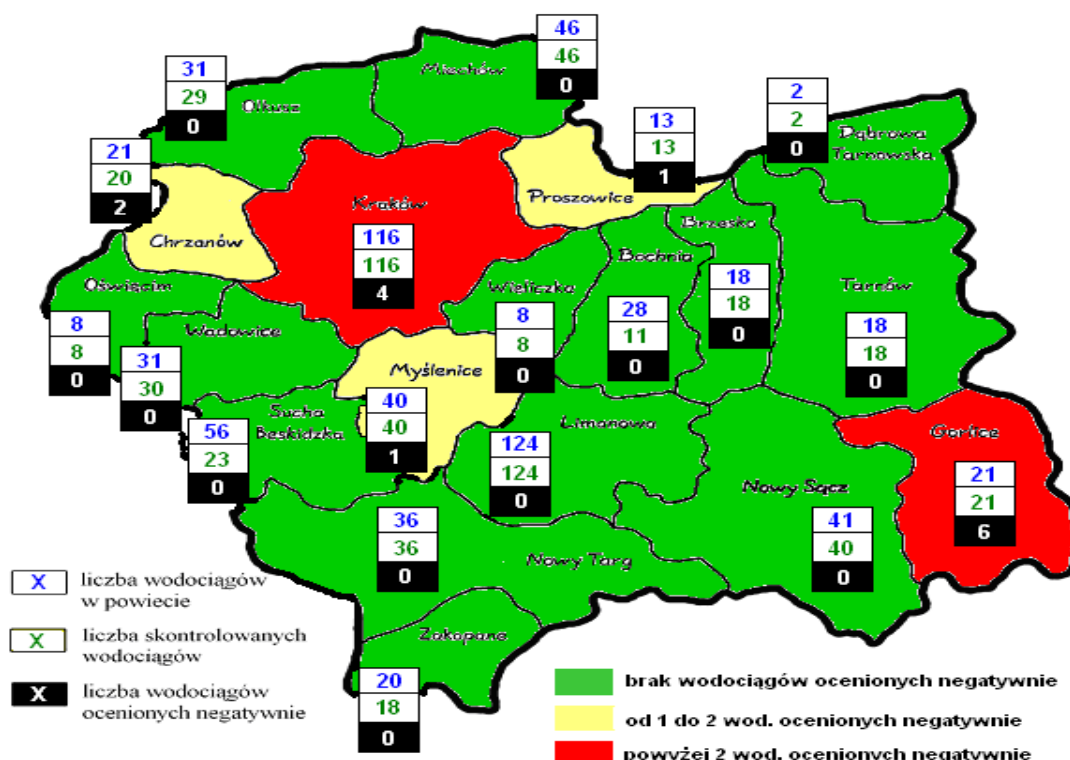 46
46
0
Miechów
31
29
0
Olkusz
2
2
0
Dąbrowa
Tarnowska
13
13
1
Proszowice
21
20
2
Chrzanów
Kraków
116
116
4
Brzesko
18
18
0
Bochnia
28
11
0
Wieliczka
8
8
0
Tarnów
18
18
0
Oświęcim
8
8
0
Wadowice
31
30
0
Myślenice
40
40
1
Sucha
Beskidzka
56
23
0
Limanowa
124
124
0
Gorlice
21
21
6
Nowy Sącz
41
40
0
Nowy Targ
36
36
0
Zakopane
20
18
0
X liczba wodociągów
w powiecie
X liczba skontrolowanych
wodociągów
X liczba wodociągów
ocenionych negatywnie
brak wodociągów ocenionych negatywnie
od 1 do 2 wod. ocenionych negatywnie
powyżej 2 wod. ocenionych negatywnie